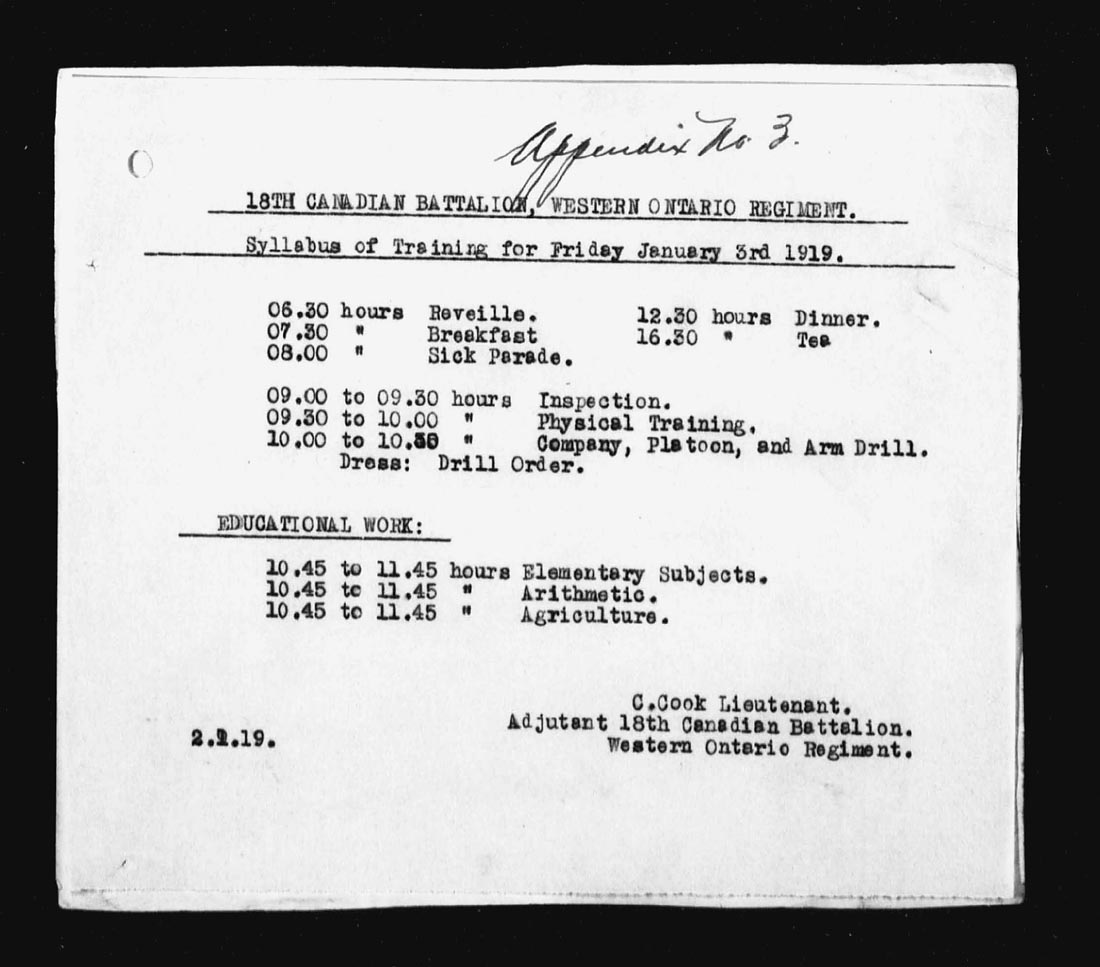 Appendix No. 3.
18TH CANADIAN BATTALION, WESTERN ONTARIO REGIMENT.
Syllabus of Training for Friday January 3rd 1919.
06.30 hours Reveille. 12.30 hours Dinner.
07.30 " Breakfast 16.30 " Tea
08.00 " Sick Parade.
09.00 to 09.30 hours Inspection.
09.30 to 10.00 " Physical Training.
10.00 to 10.30 " Company, Platoon, and Arm Drill.
Dress: Drill Order.
EDUCATIONAL WORK:
10.45 to 11.45 hours Elementary Subjects.
10.45 to 11.45 " Arithmetic.
10.45 to 11.45 " Agriculture.
C.Cook Lieutenant.
Adjutant 18th Canadian Battalion.
2.1.19.
Western Ontario Regiment.